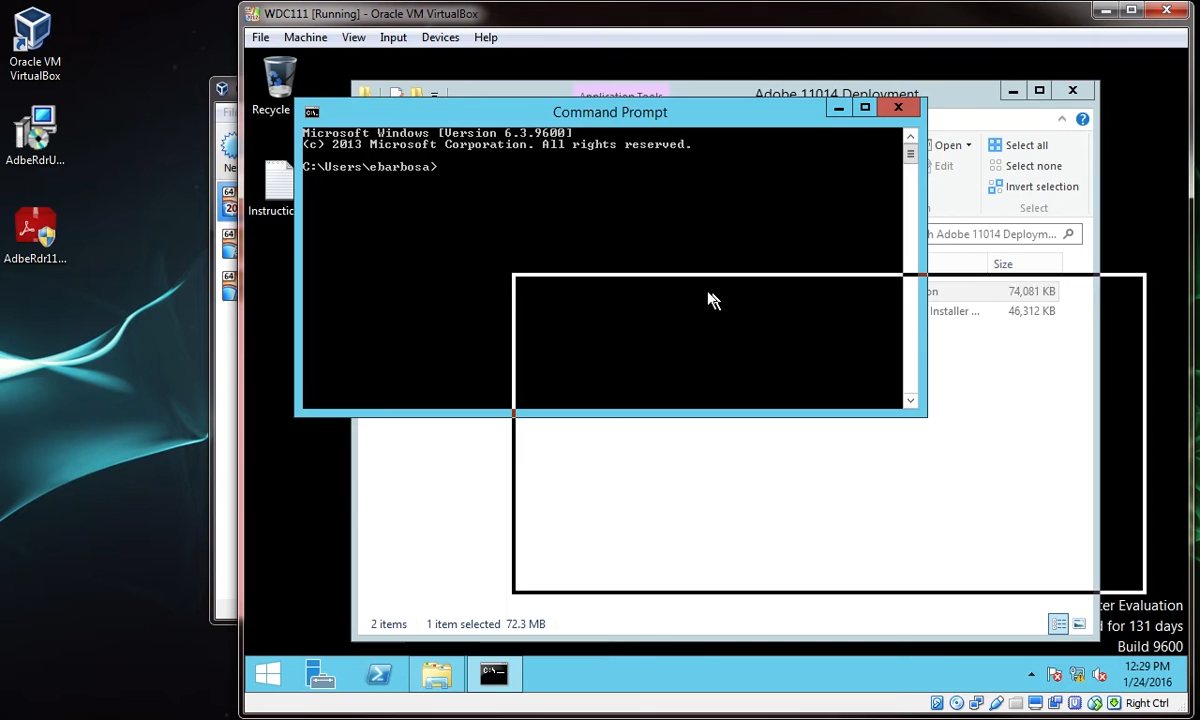 WDC111 [Running] - Oracle VM VirtualBox
File Machine View Input Devices Help
Oracle VM
VirtualBox
AdbeRdrU...
AdbeRdr11...
Recycle
Instructio
Application Tools
Adobe 11014 Deployment
Command Prompt
Microsoft Windows [Version 6.3.9600]
(c) 2013 Microsoft Corporation. All rights reserved.
C:\Users\ebarbosa>
Open
Edit
Select all
Select none
Invert selection
Select
h Adobe 11014 Deploym...
Size
on 74,081 KB
Installer ... 46,312 KB
2 items 1 item selected 72.3 MB
ter Evaluation
d for 131 days
Build 9600
12:29 PM
1/24/2016
Right Ctrl